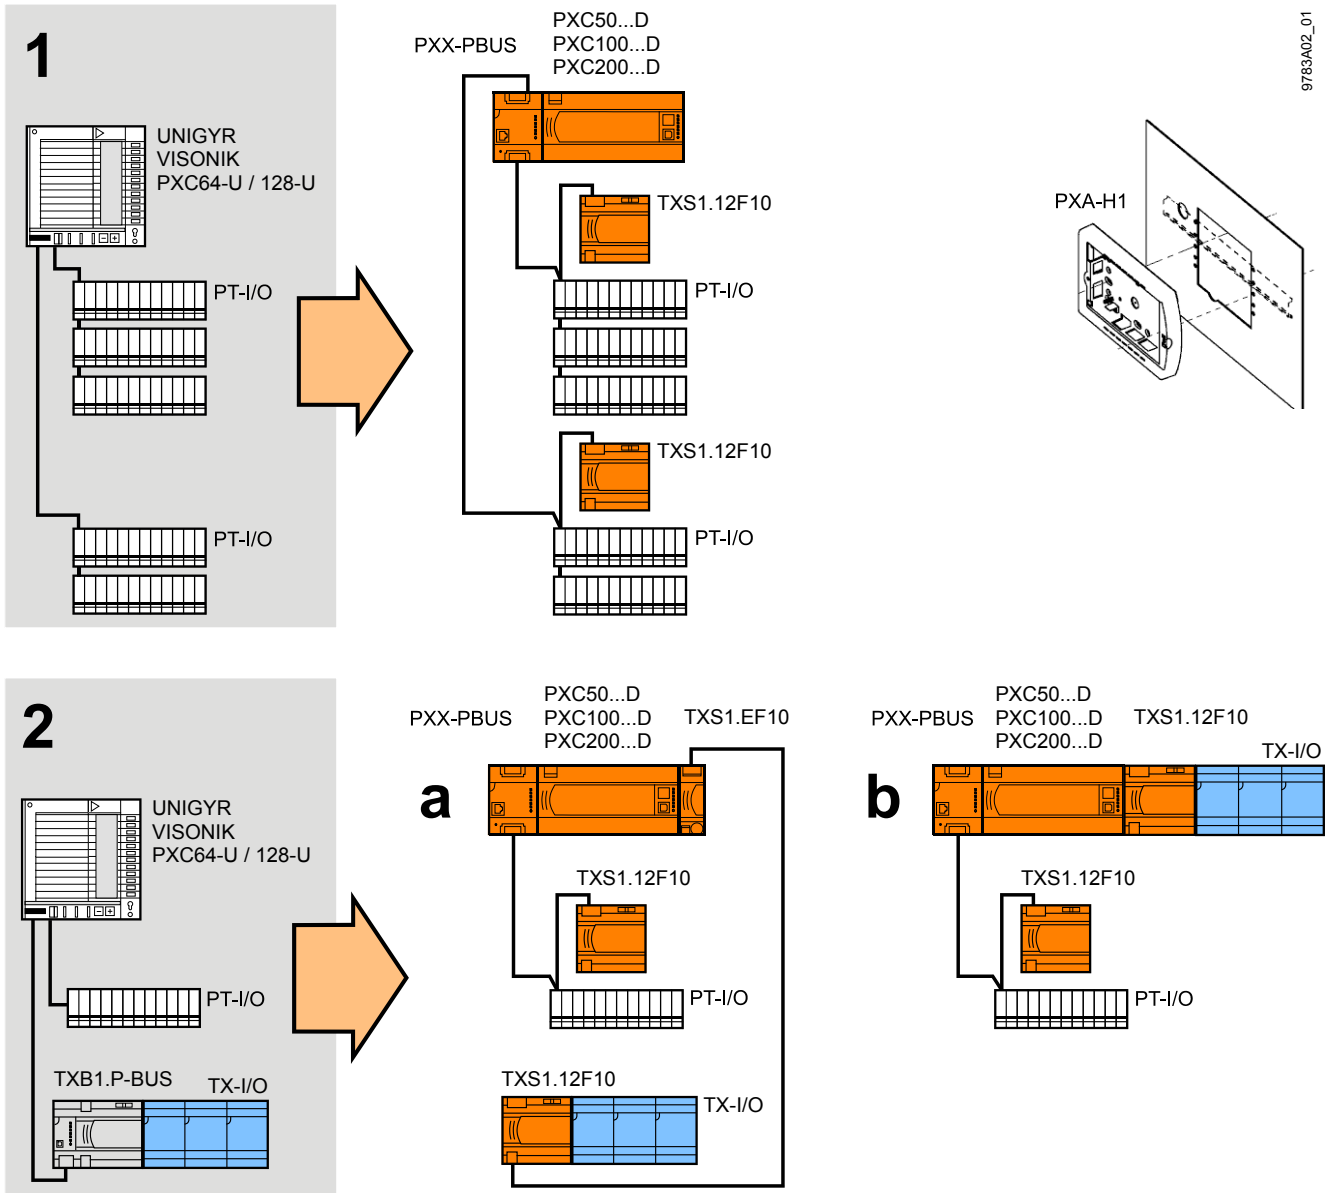 1
UNIGYR
VISONIK
PXC64-U / 128-U
PT-I/O
PT-I/O
PXX-PBUS
PXC50...D
PXC100...D
PXC200...D
TXS1.12F10
PT-I/O
TXS1.12F10
PT-I/O
PXA-H1
9783A02_01
2
UNIGYR
VISONIK
PXC64-U / 128-U
PT-I/O
TXB1.P-BUS
TX-I/O
a
PXX-PBUS
PXC50...D
PXC100...D
PXC200...D
TXS1.EF10
TXS1.12F10
PT-I/O
TXS1.12F10
TX-I/O
b
PXX-PBUS
PXC50...D
PXC100...D
PXC200...D
TXS1.12F10
TX-I/O
TXS1.12F10
PT-I/O